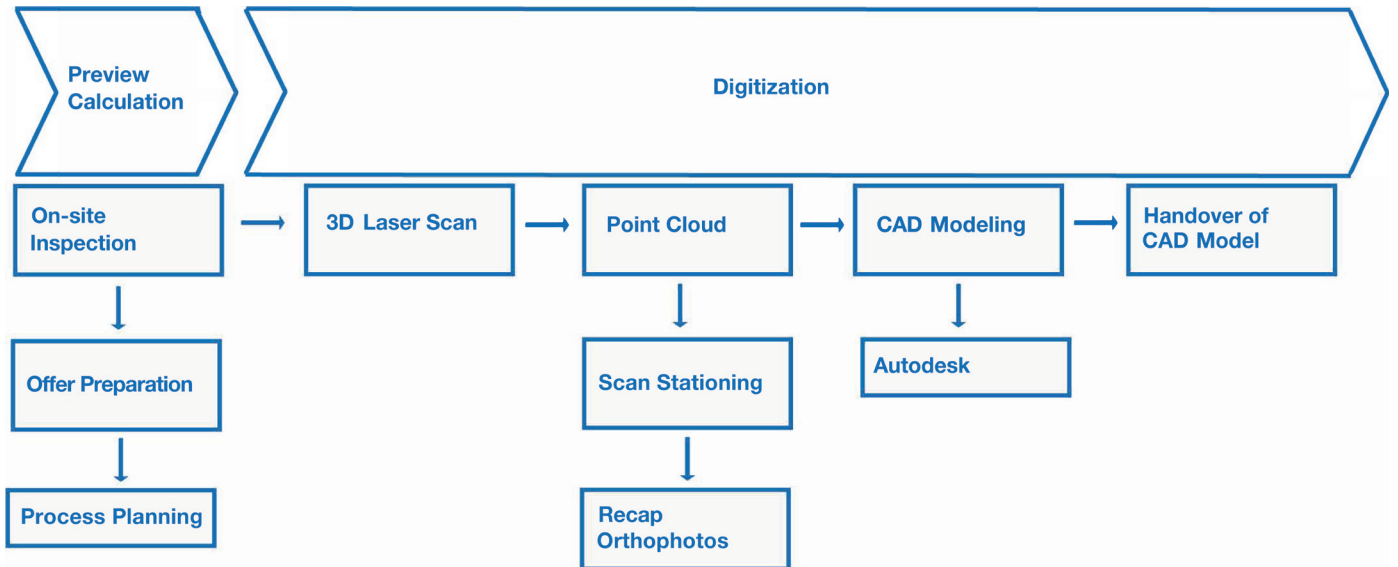 Preview
Calculation
Digitization
On-site
Inspection
3D Laser Scan
Point Cloud
CAD Modeling
Handover of
CAD Model
Offer Preparation
Scan Stationing
Autodesk
Process Planning
Recap
Orthophotos